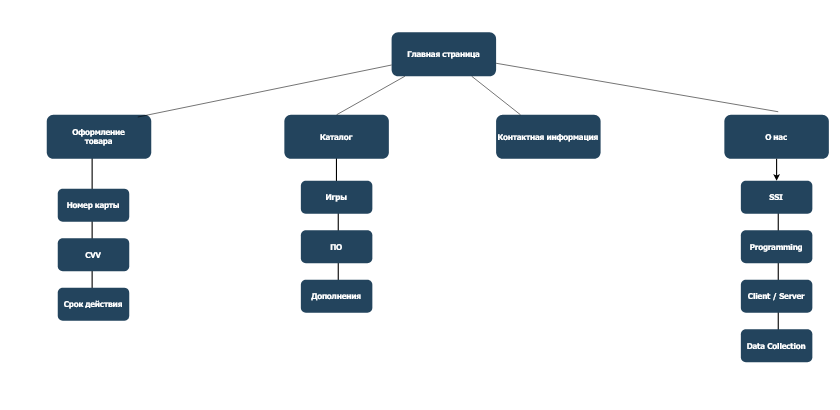 Главная страница
Оформление
товара
Каталог
Контактная информация
О нас
Номер карты
CVV
Срок действия
Игры
ПО
Дополнения
SSI
Programming
Client / Server
Data Collection